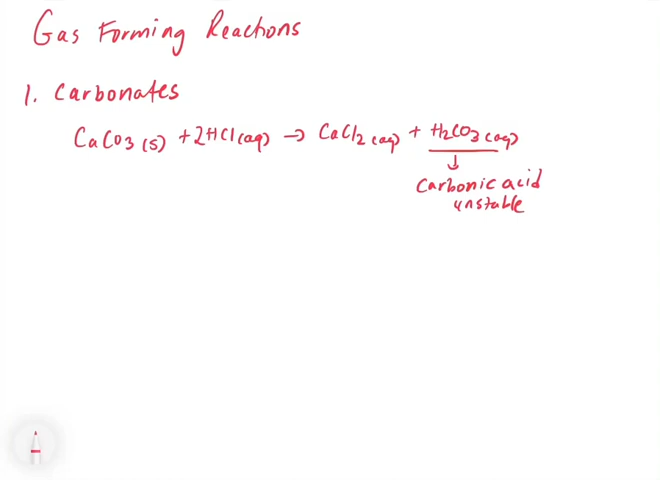 Gas Forming Reactions
1. Carbonates
CaCO3(s) + 2HCl(aq) → CaCl2(aq) + H2CO3(aq)
↓
Carbonic acid
unstable